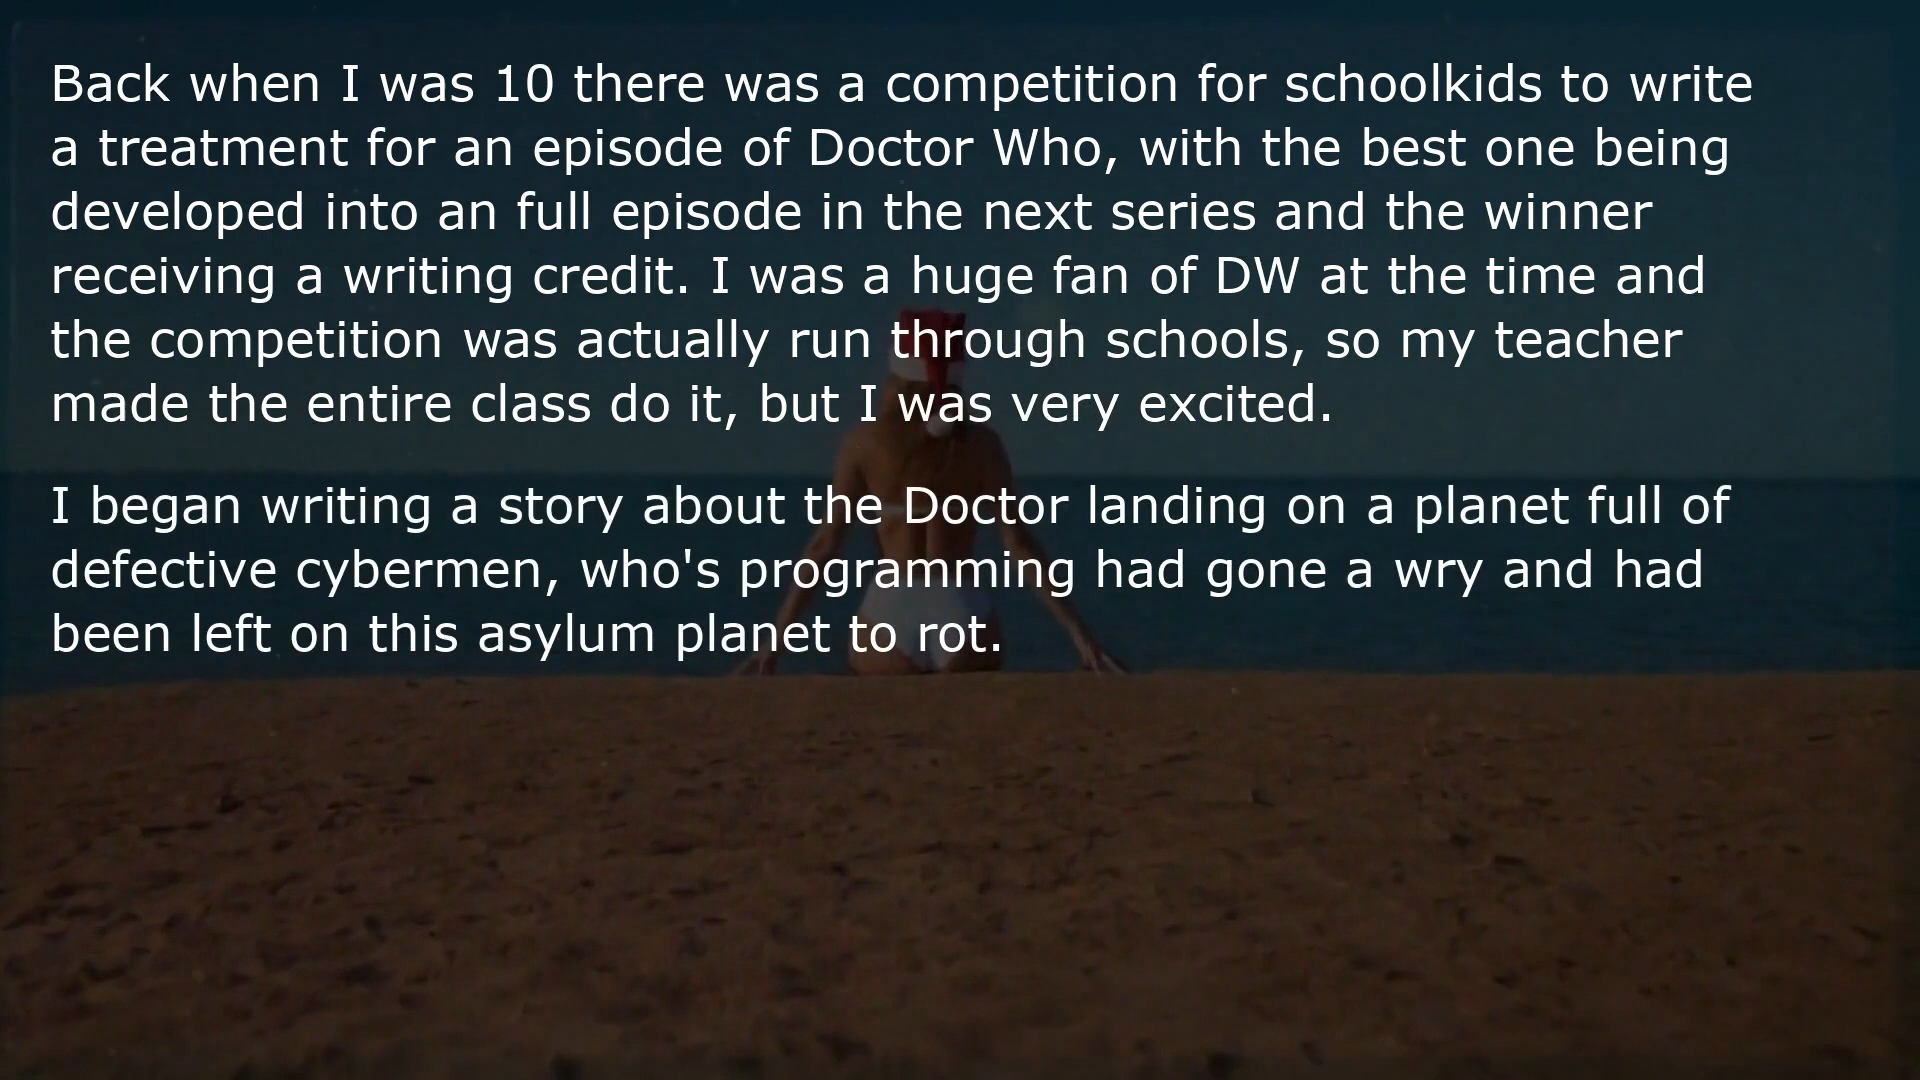 Back when I was 10 there was a competition for schoolkids to write
a treatment for an episode of Doctor Who, with the best one being
developed into an full episode in the next series and the winner
receiving a writing credit. I was a huge fan of DW at the time and
the competition was actually run through schools, so my teacher
made the entire class do it, but I was very excited.
I began writing a story about the Doctor landing on a planet full of
defective cybermen, who's programming had gone a wry and had
been left on this asylum planet to rot.